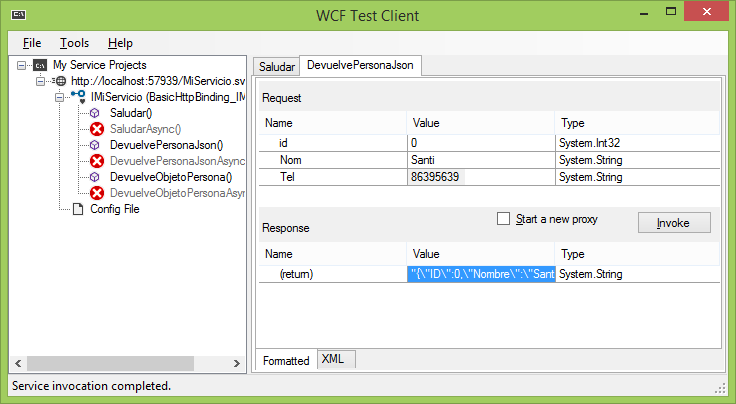 WCF Test Client
File Tools Help
My Service Projects
http://localhost:57939/MiServicio.sv
IMiServicio (BasicHttpBinding_IM
Saludar()
SaludarAsync()
DevuelvePersonaJson()
DevuelvePersonaJsonAsync
DevuelveObjetoPersona()
DevuelveObjetoPersonaAsy
Config File
Saludar DevuelvePersonaJson
Request
Name Value Type
id 0 System.Int32
Nom Santi System.String
Tel 86395639 System.String
Response Start a new proxy Invoke
Name Value Type
(return) "{\"ID\":0,\"Nombre\":\"Sant System.String
Formatted XML
Service invocation completed.